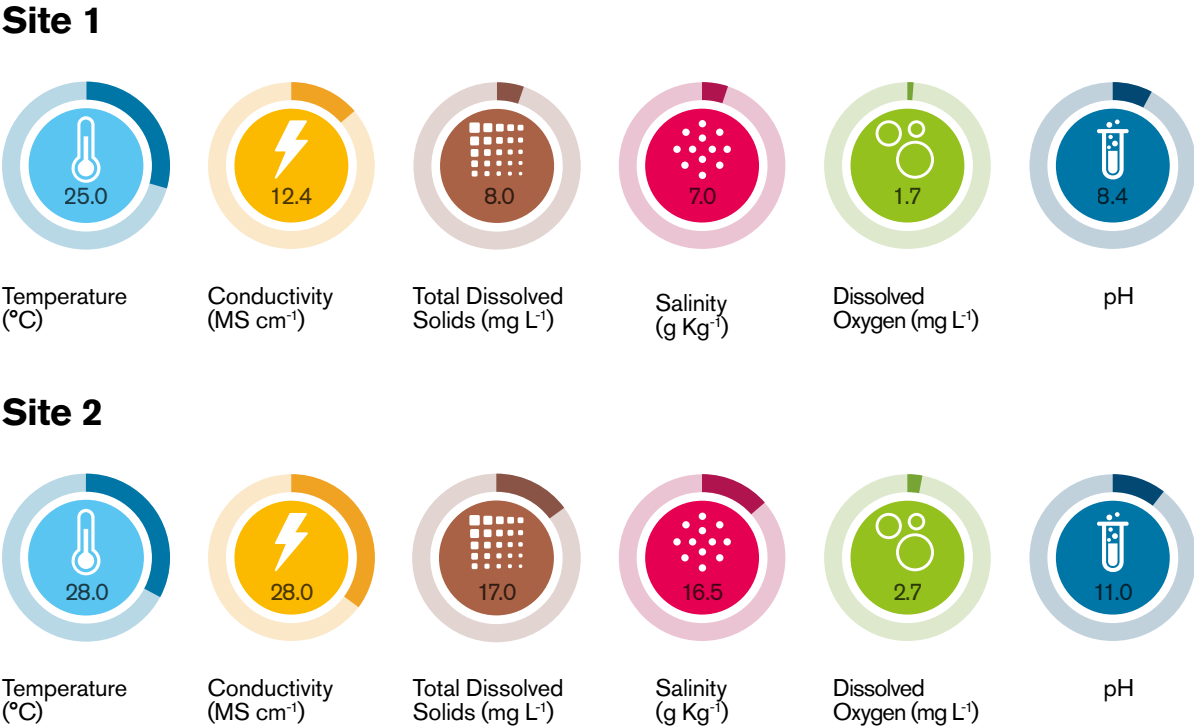 Site 1
25.0
12.4
8.0
7.0
1.7
8.4
Temperature
(°C)
Conductivity
(MS cm⁻¹)
Total Dissolved
Solids (mg L⁻¹)
Salinity
(g Kg⁻¹)
Dissolved
Oxygen (mg L⁻¹)
pH
Site 2
28.0
28.0
17.0
16.5
2.7
11.0
Temperature
(°C)
Conductivity
(MS cm⁻¹)
Total Dissolved
Solids (mg L⁻¹)
Salinity
(g Kg⁻¹)
Dissolved
Oxygen (mg L⁻¹)
pH